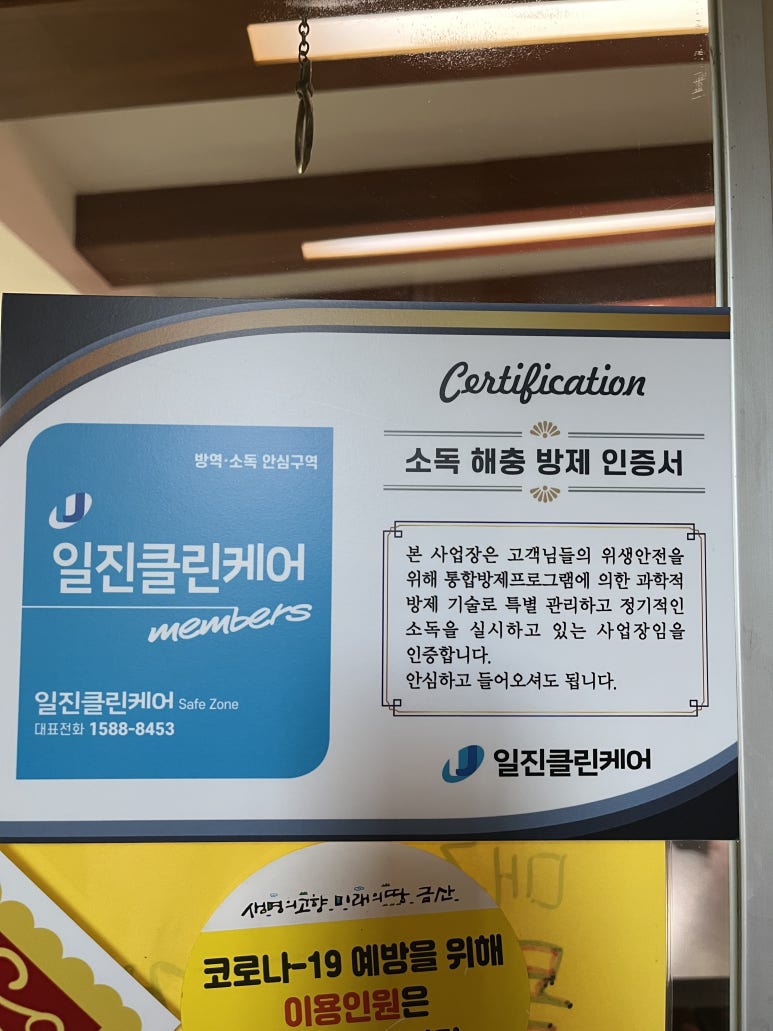 Certification
소독 해충 방제 인증서
방역·소독 안심구역
일진클린케어
members
일진클린케어 Safe Zone
대표전화 1588-8453
본 사업장은 고객님들의 위생안전을
위해 통합방제프로그램에 의한 과학적
방제 기술로 특별 관리하고 정기적인
소독을 실시하고 있는 사업장임을
인증합니다.
안심하고 들어오셔도 됩니다.
일진클린케어
생명의 고향 미래의 땅 금산
코로나-19 예방을 위해
이용인원은